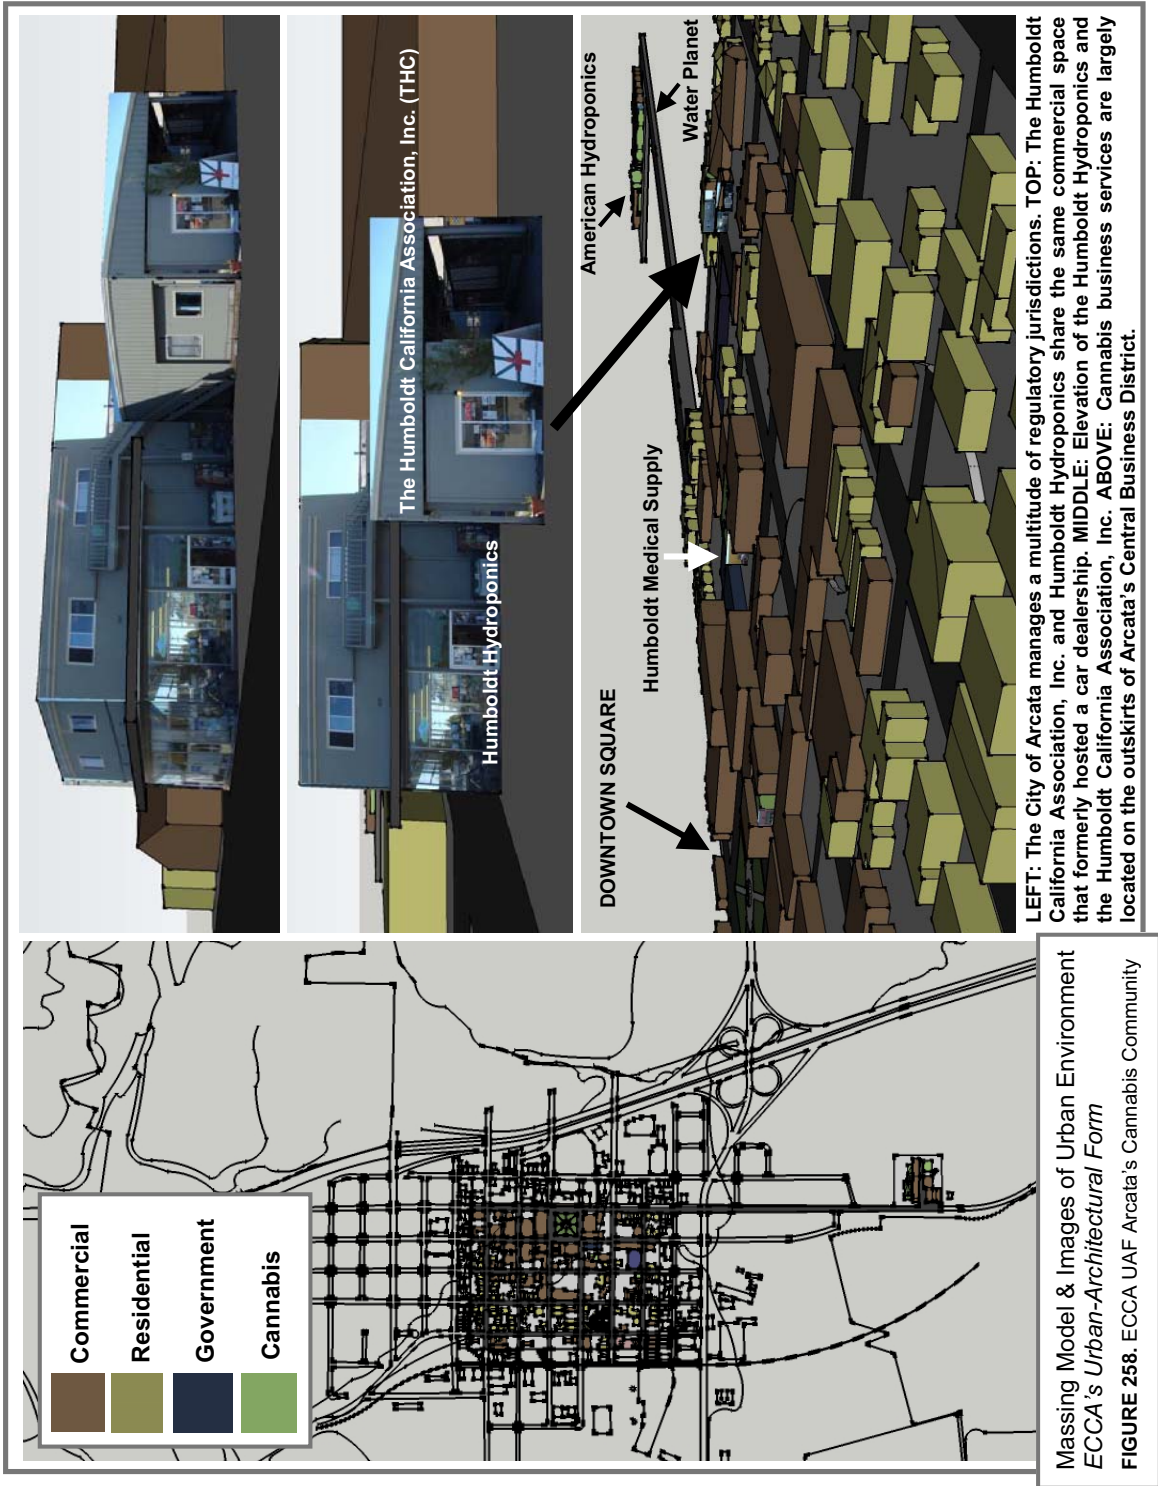 Commercial
Residential
Government
Cannabis
The Humboldt California Association, Inc. (THC)
Humboldt Hydroponics
American Hydroponics
Water Planet
Humboldt Medical Supply
DOWNTOWN SQUARE
LEFT: The City of Arcata manages a multitude of regulatory jurisdictions. TOP: The Humboldt
California Association, Inc. and Humboldt Hydroponics share the same commercial space
that formerly hosted a car dealership. MIDDLE: Elevation of the Humboldt Hydroponics and
the Humboldt California Association, Inc. ABOVE: Cannabis business services are largely
located on the outskirts of Arcata's Central Business District.
Massing Model & Images of Urban Environment
ECCA's Urban-Architectural Form
FIGURE 258. ECCA UAF Arcata's Cannabis Community